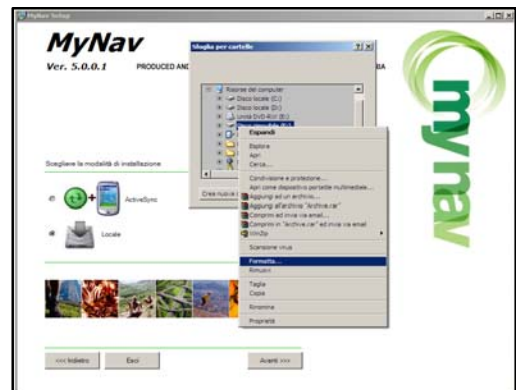 MyNav Setup
MyNav
Ver. 5.0.0.1
PRODUCED AND
BA
Sfoglia per cartelle
Risorse del computer
Disco locale (C:)
Disco locale (D:)
Unità DVD-RW (E:)
Espandi
Esplora
Apri
Cerca...
Condivisione e protezione...
Apri come dispositivo portatile multimediale...
Aggiungi ad un archivio...
Aggiungi all'archivio "Archive.rar"
Comprimi ed invia via email...
Comprimi in "Archive.rar" ed invia via email
WinZip
Scansione virus
Formatta...
Rimuovi
Taglia
Copia
Rinomina
Proprietà
Crea nuova
Scegliere la modalità di installazione
ActiveSync
Locale
<<< Indietro
Esci
Avanti >>>
mynav